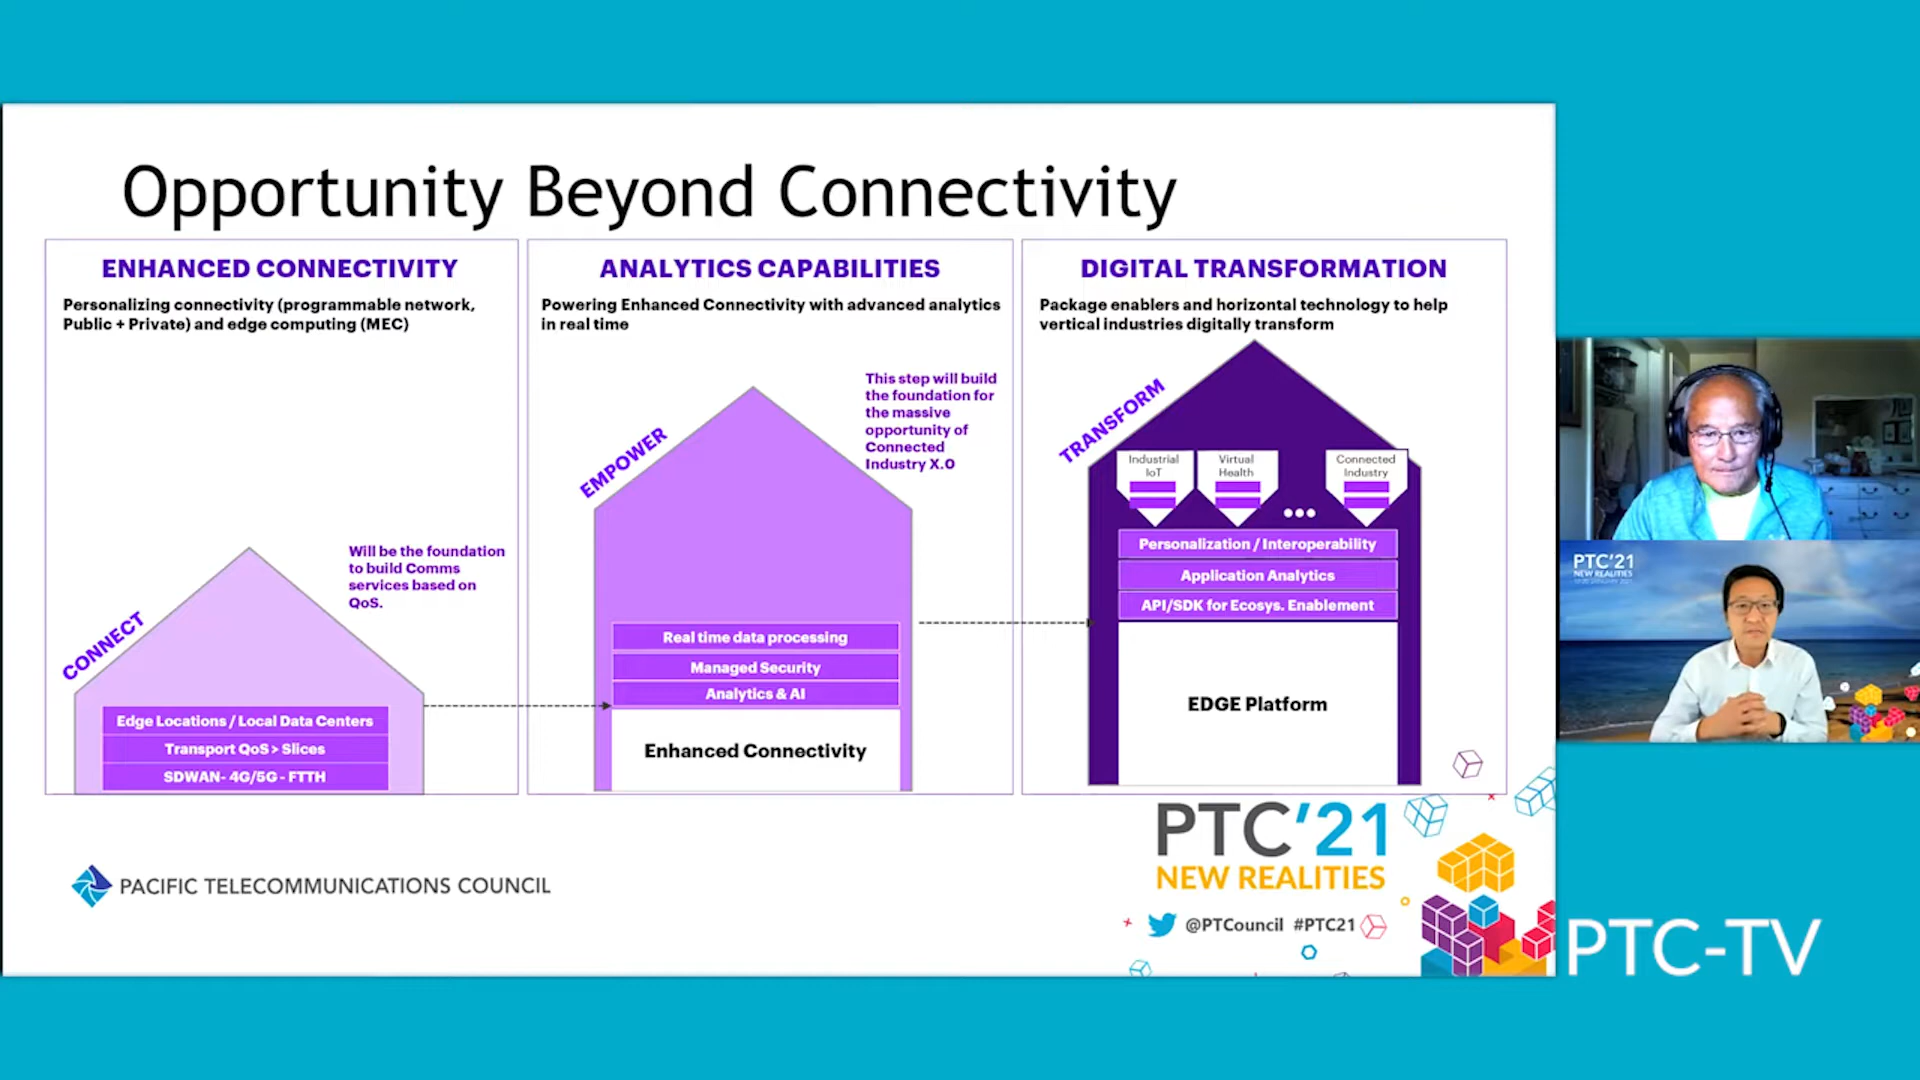 Opportunity Beyond Connectivity
ENHANCED CONNECTIVITY
Personalizing connectivity (programmable network,
Public + Private) and edge computing (MEC)
Will be the foundation
to build Comms
services based on
QoS.
CONNECT
Edge Locations / Local Data Centers
Transport QoS > Slices
SDWAN- 4G/5G - FTTH
ANALYTICS CAPABILITIES
Powering Enhanced Connectivity with advanced analytics
in real time
This step will build
the foundation for
the massive
opportunity of
Connected
Industry X.0
EMPOWER
Real time data processing
Managed Security
Analytics & AI
Enhanced Connectivity
DIGITAL TRANSFORMATION
Package enablers and horizontal technology to help
vertical industries digitally transform
TRANSFORM
Industrial
IoT
Virtual
Health
Connected
Industry
Personalization / Interoperability
Application Analytics
API/SDK for Ecosys. Enablement
EDGE Platform
PACIFIC TELECOMMUNICATIONS COUNCIL
PTC'21
NEW REALITIES
@PTCouncil #PTC21
PTC'21
NEW REALITIES
PTC-TV